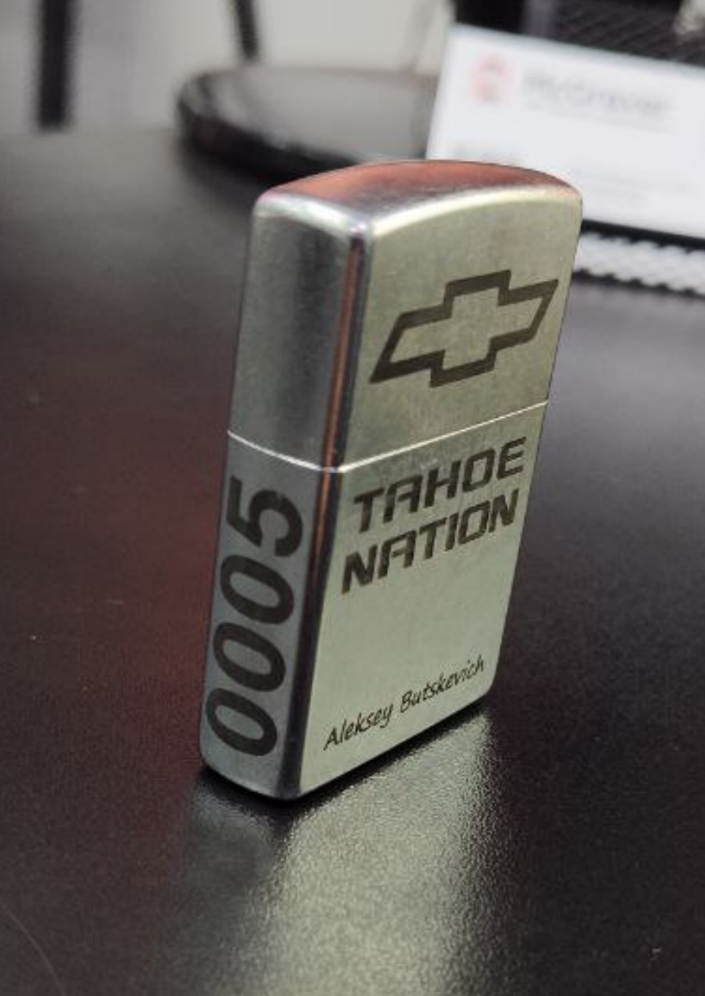 TAHOE
NATION
Aleksey Butskevich
0005